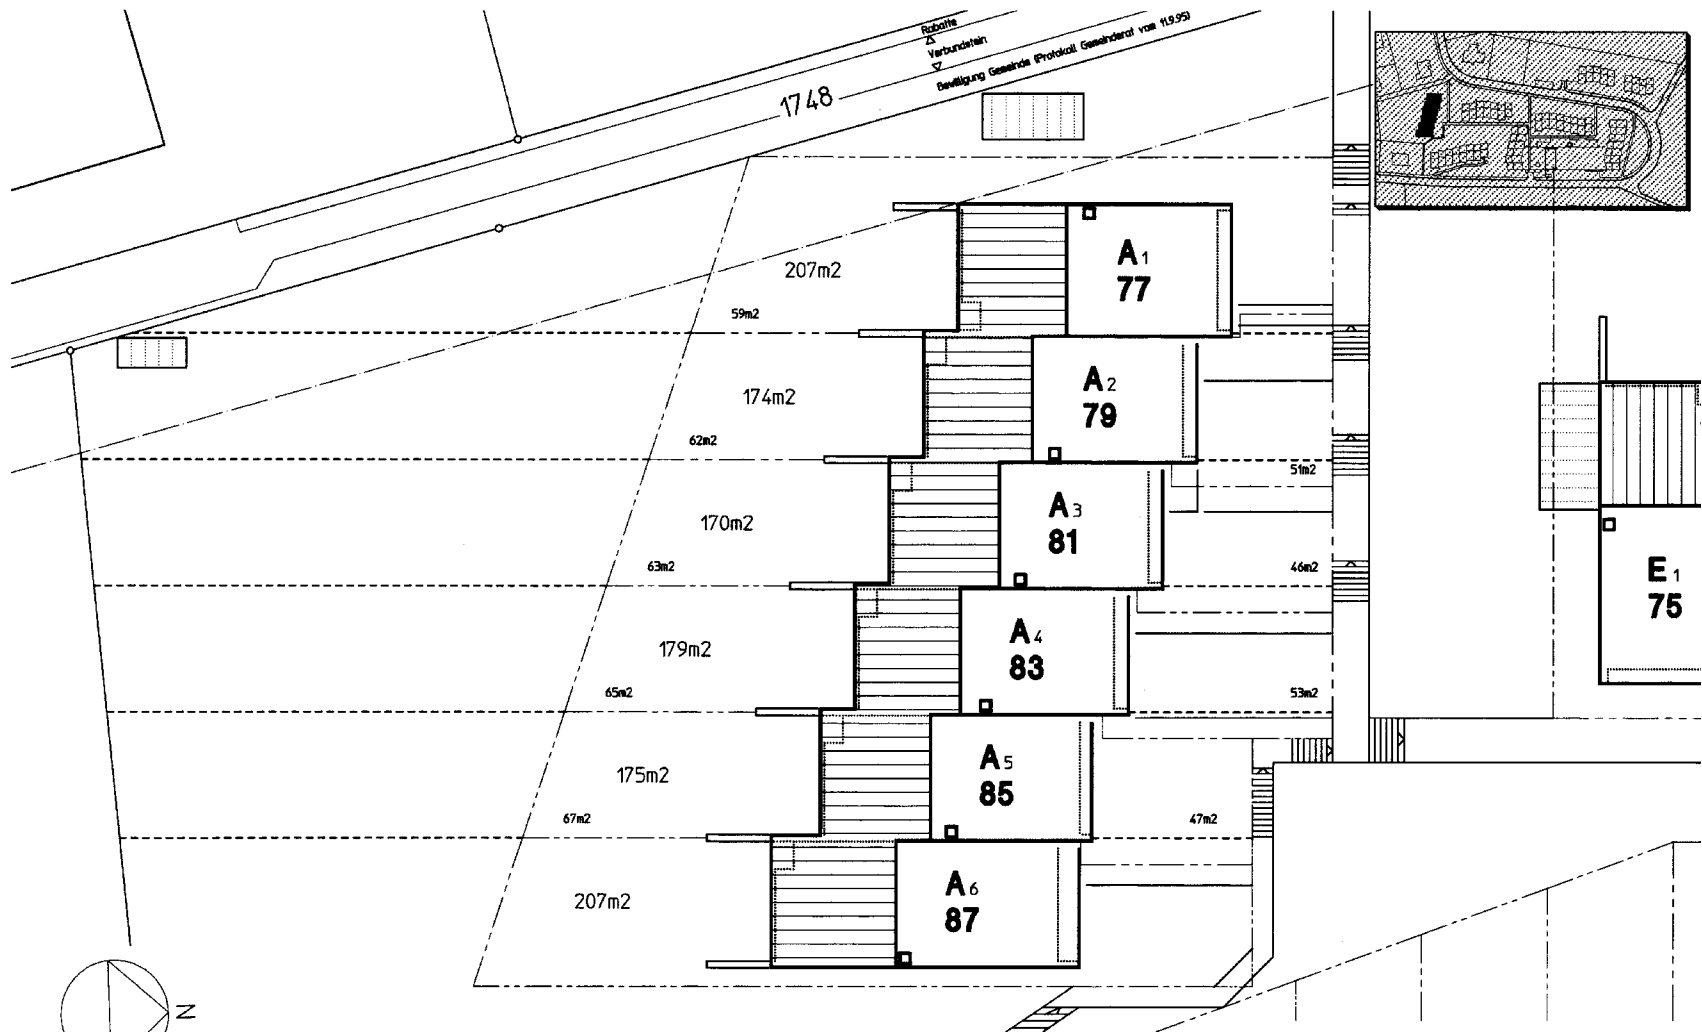 Rabatte
Verbundstein
Bewilligung Gemeinde (Protokoll Gemeinderat vom 11.9.95)
1748
207m2
A1
77
59m2
174m2
A2
79
62m2
51m2
170m2
A3
81
63m2
46m2
E1
75
179m2
A4
83
65m2
53m2
175m2
A5
85
67m2
47m2
207m2
A6
87
N